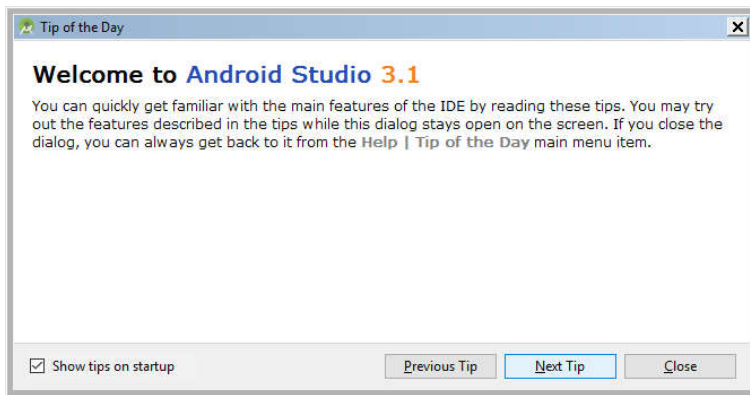 Tip of the Day
Welcome to Android Studio 3.1
You can quickly get familiar with the main features of the IDE by reading these tips. You may try
out the features described in the tips while this dialog stays open on the screen. If you close the
dialog, you can always get back to it from the Help | Tip of the Day main menu item.
Show tips on startup
Previous Tip
Next Tip
Close